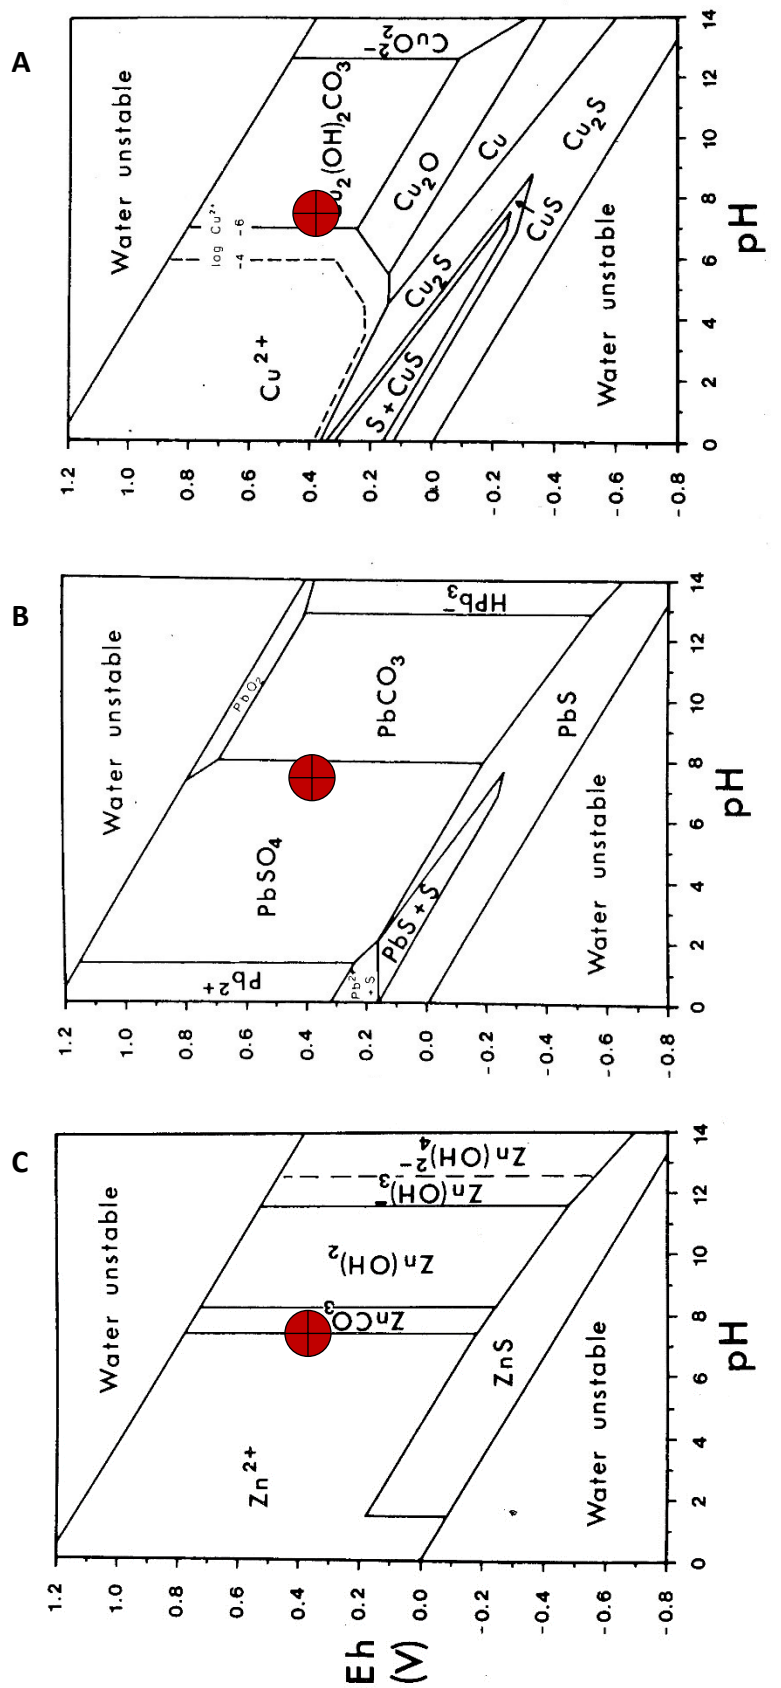 A
Water unstable
CuO₂²⁻
Cu₂(OH)₂CO₃
log Cu²⁺
-6
-4
Cu²⁺
Cu₂O
Cu
Cu₂S
Cu₂S
CuS
S + CuS
Water unstable
1.2 1.0 0.8 0.6 0.4 0.2 0.0 -0.2 -0.4 -0.6 -0.8
0 2 4 6 8 10 12 14
pH
B
Water unstable
PbO₂
HPb₃⁻
PbCO₃
PbSO₄
Pb²⁺
Pb²⁺
+ S
PbS + S
PbS
Water unstable
1.2 1.0 0.8 0.6 0.4 0.2 0.0 -0.2 -0.4 -0.6 -0.8
0 2 4 6 8 10 12 14
pH
C
Water unstable
Zn(OH)₄²⁻
Zn(OH)₃⁻
Zn(OH)₂
ZnCO₃
Zn²⁺
ZnS
Water unstable
1.2 1.0 0.8 0.6 0.4 0.2 0.0 -0.2 -0.4 -0.6 -0.8
0 2 4 6 8 10 12 14
pH
Eh
(V)